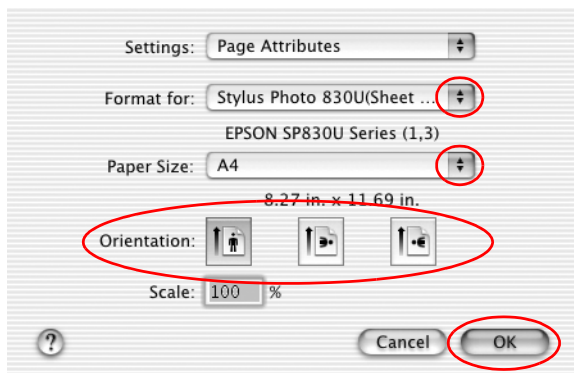 Settings: Page Attributes
Format for: Stylus Photo 830U(Sheet ...
EPSON SP830U Series (1,3)
Paper Size: A4
8.27 in. x 11.69 in.
Orientation:
Scale: 100 %
? Cancel OK